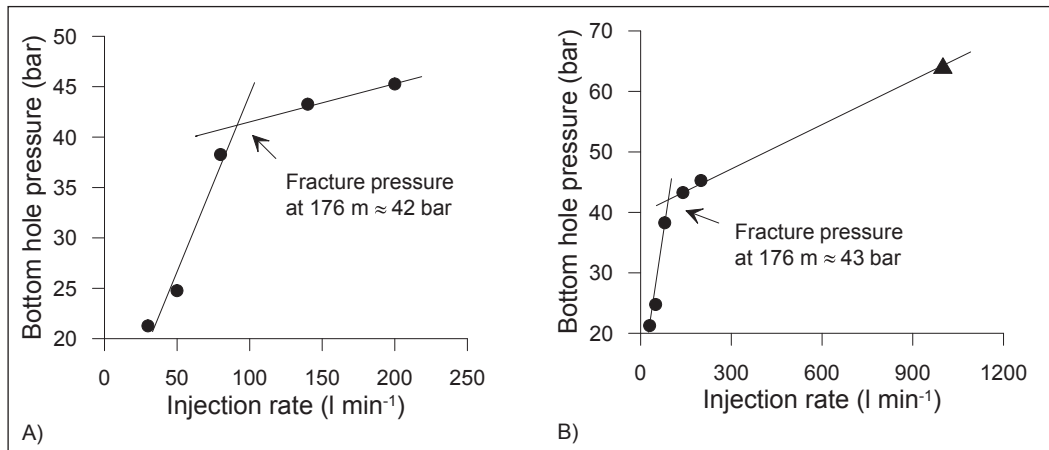 50
45
40
35
30
25
20
Bottom hole pressure (bar)
Fracture pressure
at 176 m ≈ 42 bar
0 50 100 150 200 250
Injection rate (l min⁻¹)
A)
70
60
50
40
30
20
Bottom hole pressure (bar)
Fracture pressure
at 176 m ≈ 43 bar
0 300 600 900 1200
Injection rate (l min⁻¹)
B)